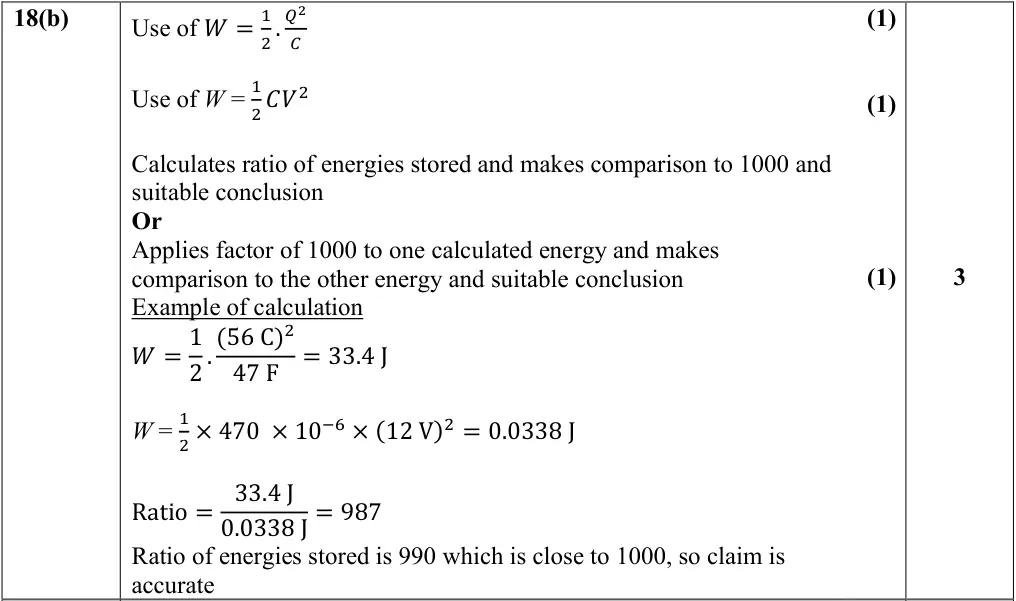 18(b)
Use of W = 1/2 . Q²/C (1)
Use of W = 1/2 CV² (1)
Calculates ratio of energies stored and makes comparison to 1000 and
suitable conclusion
Or
Applies factor of 1000 to one calculated energy and makes
comparison to the other energy and suitable conclusion (1) 3
Example of calculation
W = 1/2 . (56 C)²/47 F = 33.4 J
W = 1/2 × 470 × 10⁻⁶ × (12 V)² = 0.0338 J
Ratio = 33.4 J/0.0338 J = 987
Ratio of energies stored is 990 which is close to 1000, so claim is
accurate